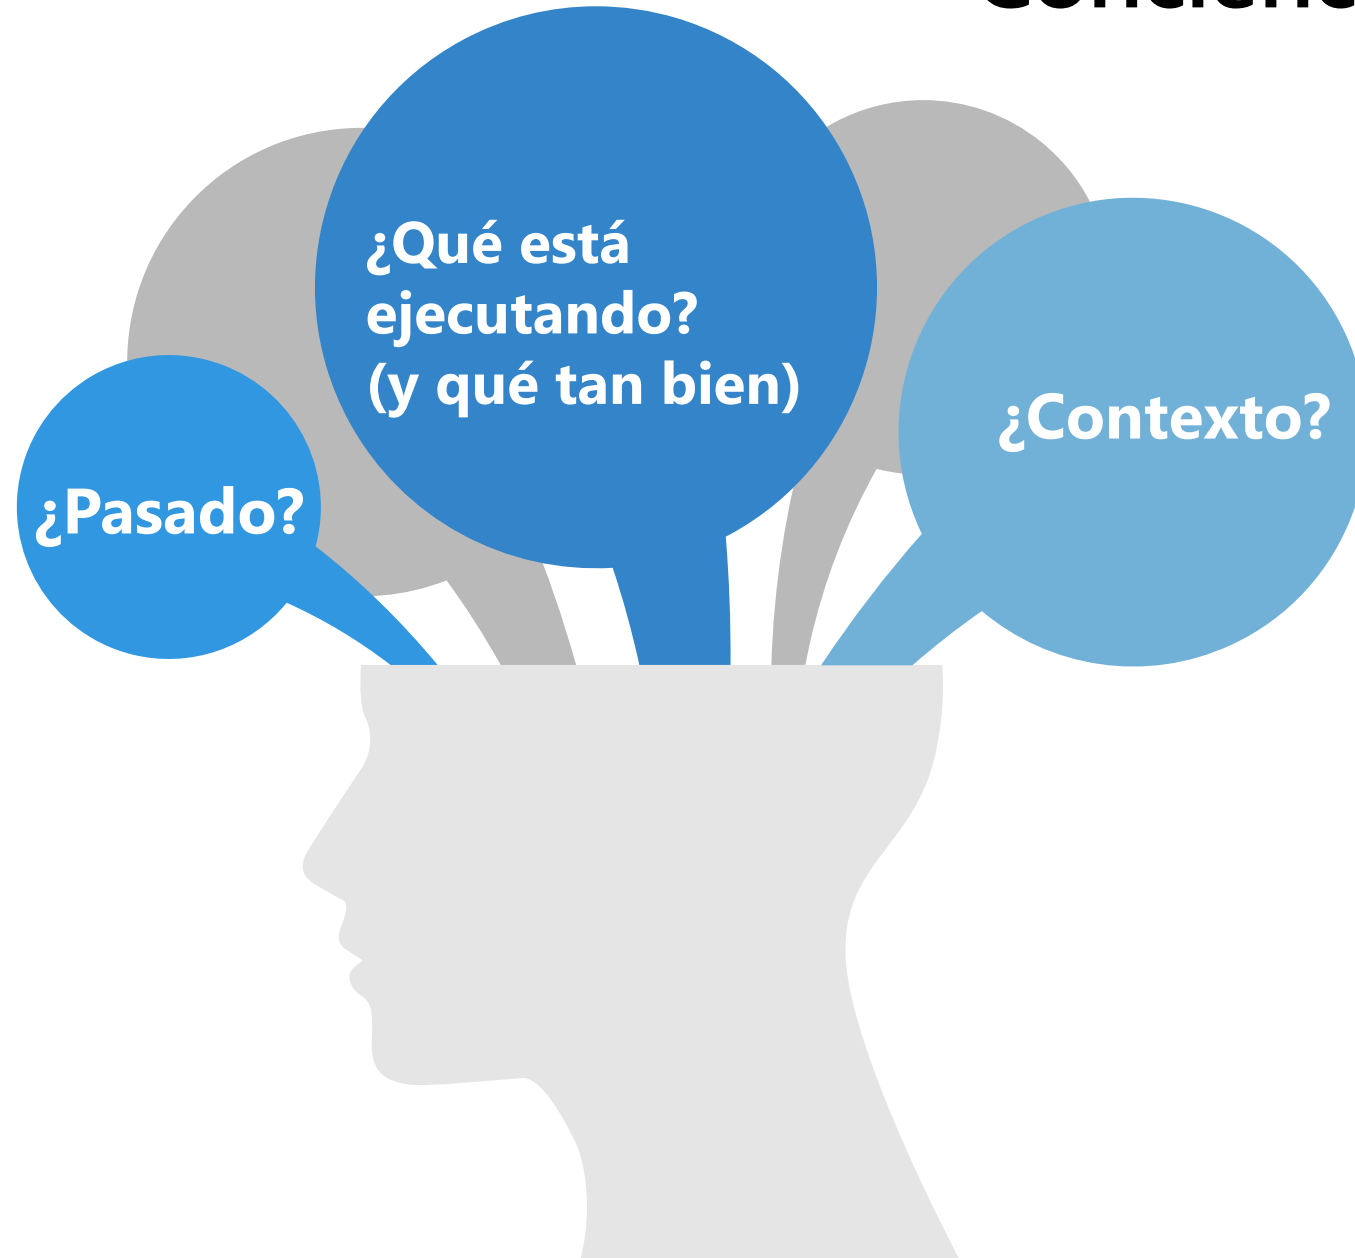 ¿Qué está
ejecutando?
(y qué tan bien)
¿Contexto?
¿Pasado?